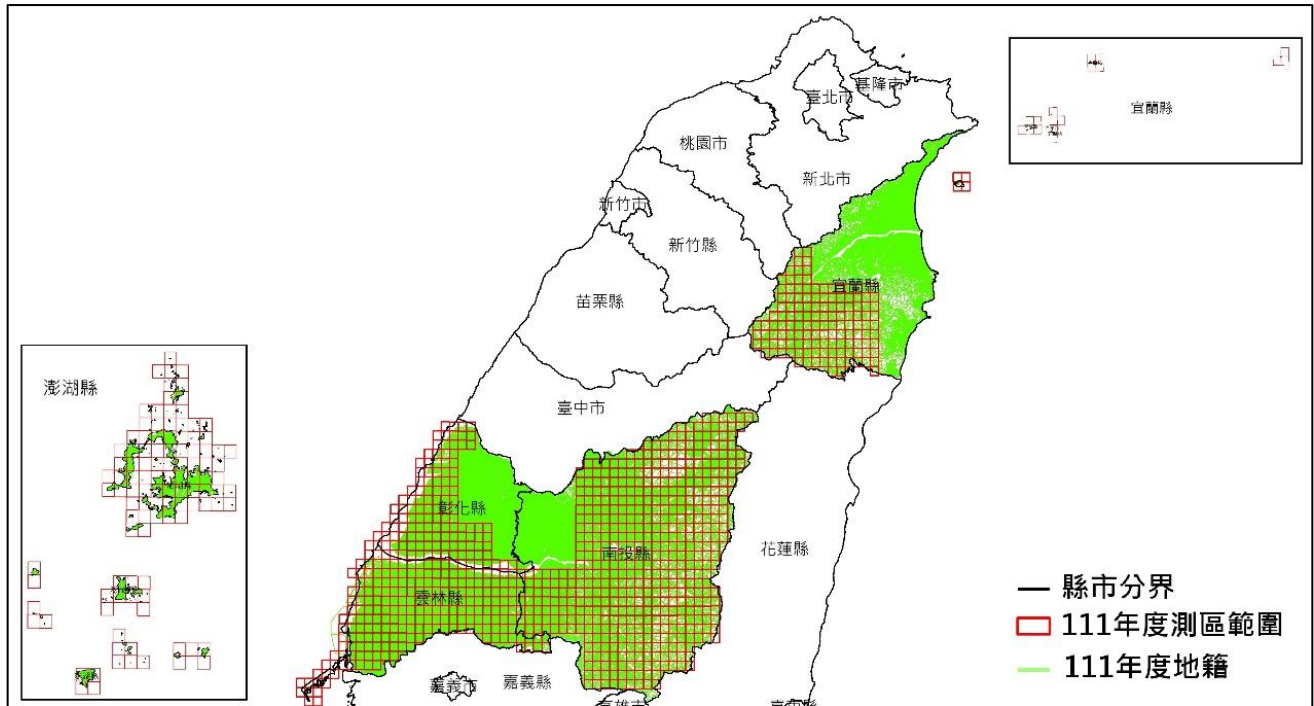 臺北市
基隆市
宜蘭縣
桃園市
新北市
新竹市
新竹縣
宜蘭縣
苗栗縣
澎湖縣
臺中市
彰化縣
南投縣
花蓮縣
雲林縣
縣市分界
111年度測區範圍
111年度地籍
嘉義市
嘉義縣